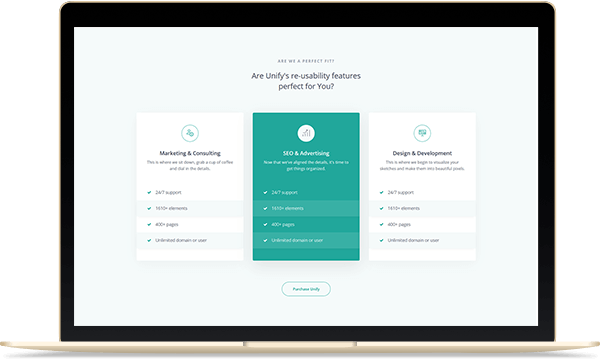 ARE WE A PERFECT FIT?
Are Unify's re-usability features
perfect for You?
Marketing & Consulting
This is where we sit down, grab a cup of coffee
and dial in the details.
24/7 support
1610+ elements
400+ pages
Unlimited domain or user
SEO & Advertising
Now that we've aligned the details, it's time to
get things organized.
24/7 support
1610+ elements
400+ pages
Unlimited domain or user
Design & Development
This is where we begin to visualize your
sketches and make them into beautiful pixels.
24/7 support
1610+ elements
400+ pages
Unlimited domain or user
Purchase Unify